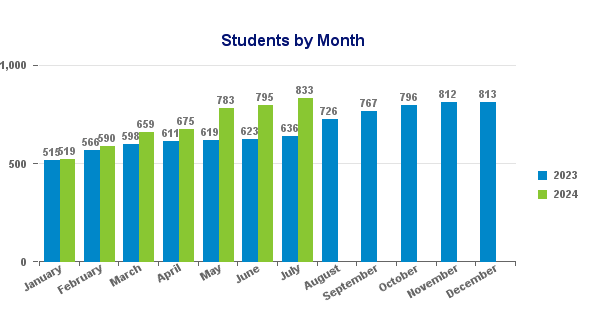 Students by Month
1,000
500
0
515 519 566 590 598 659 611 675 619 783 623 795 636 833 726 767 796 812 813
January February March April May June July August September October November December
2023
2024